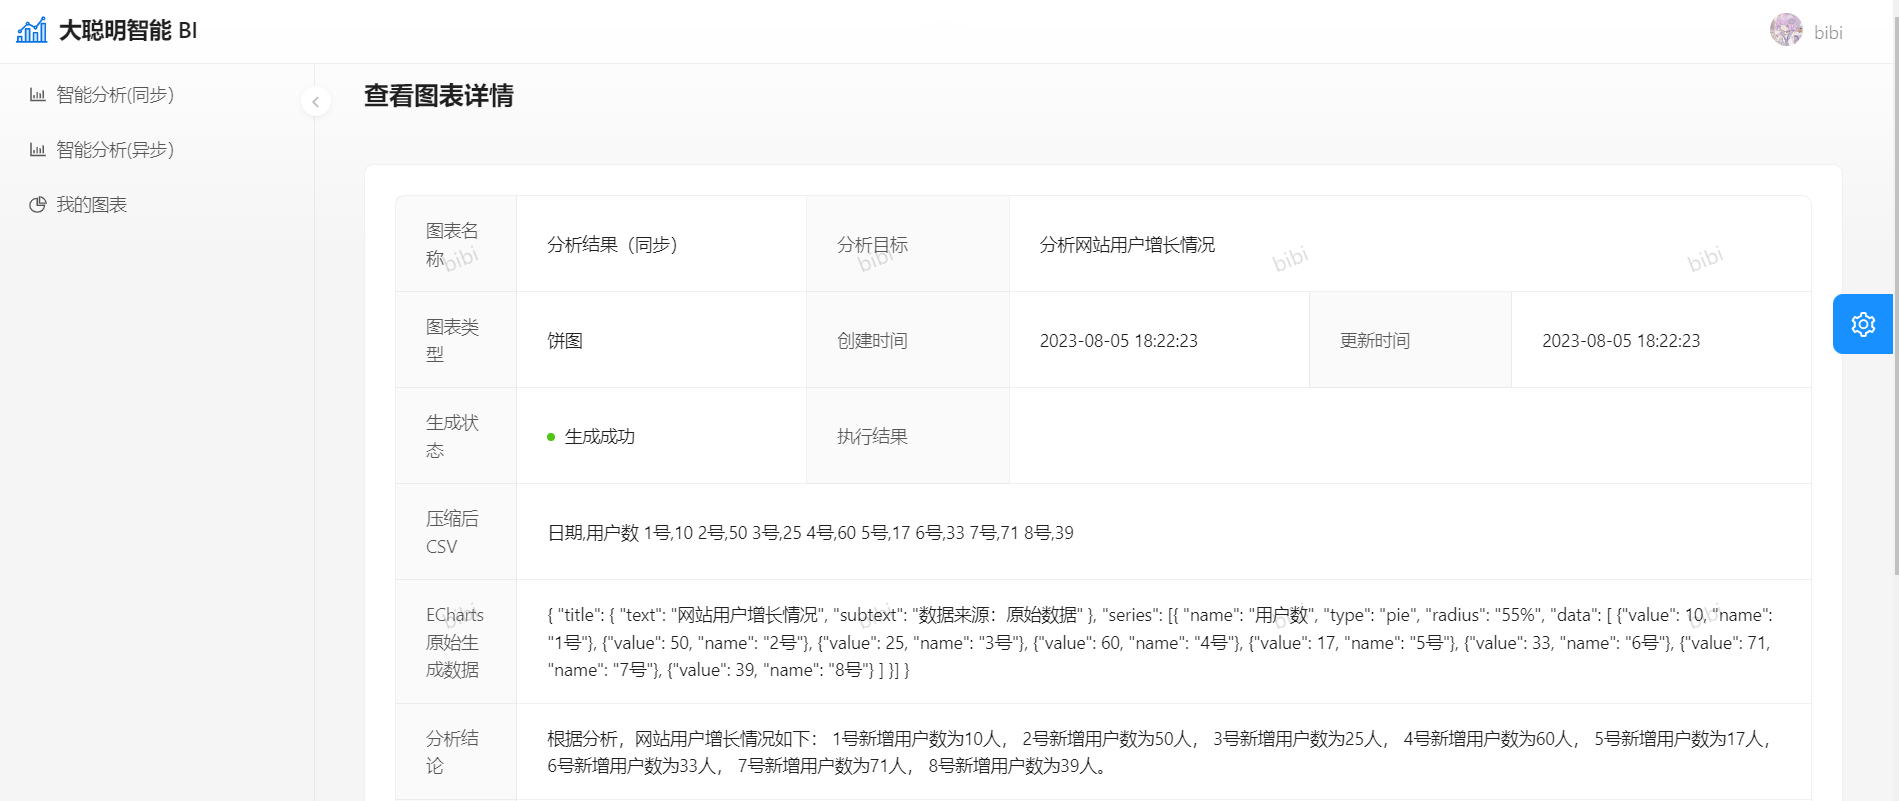 大聪明智能 BI
bibi
智能分析(同步)
智能分析(异步)
我的图表
查看图表详情
图表名
称
分析结果（同步）
分析目标
分析网站用户增长情况
bibi
bibi
bibi
bibi
图表类
型
饼图
创建时间
2023-08-05 18:22:23
更新时间
2023-08-05 18:22:23
生成状
态
生成成功
执行结果
压缩后
CSV
日期,用户数 1号,10 2号,50 3号,25 4号,60 5号,17 6号,33 7号,71 8号,39
ECharts
原始生
成数据
{ "title": { "text": "网站用户增长情况", "subtext": "数据来源：原始数据" }, "series": [{ "name": "用户数", "type": "pie", "radius": "55%", "data": [ {"value": 10, "name":
"1号"}, {"value": 50, "name": "2号"}, {"value": 25, "name": "3号"}, {"value": 60, "name": "4号"}, {"value": 17, "name": "5号"}, {"value": 33, "name": "6号"}, {"value": 71,
"name": "7号"}, {"value": 39, "name": "8号"} ] }] }
bibi
bibi
bibi
bibi
分析结
论
根据分析，网站用户增长情况如下： 1号新增用户数为10人， 2号新增用户数为50人， 3号新增用户数为25人， 4号新增用户数为60人， 5号新增用户数为17人，
6号新增用户数为33人， 7号新增用户数为71人， 8号新增用户数为39人。